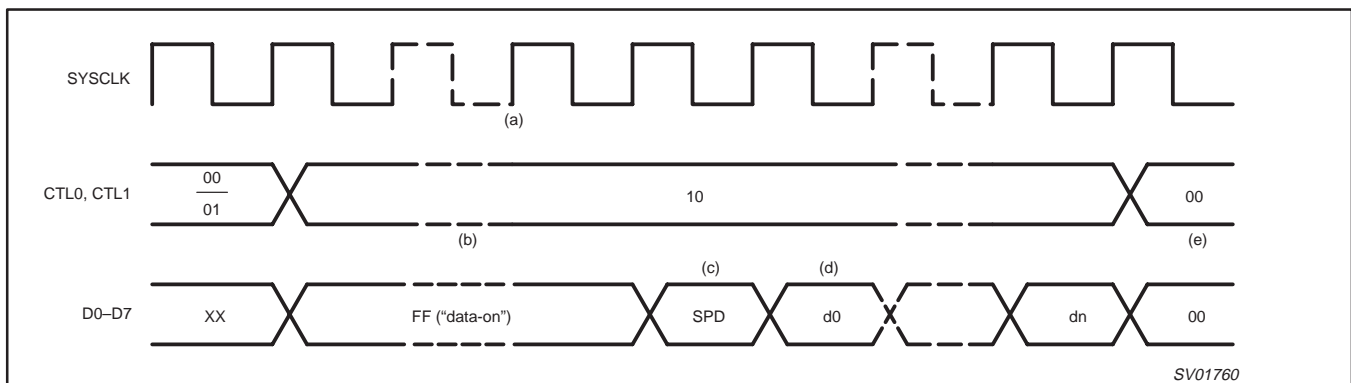 SYSCLK
(a)
CTL0, CTL1
00
01
10
00
(b)
(e)
(c)
(d)
D0–D7
XX
FF (“data-on”)
SPD
d0
dn
00
SV01760